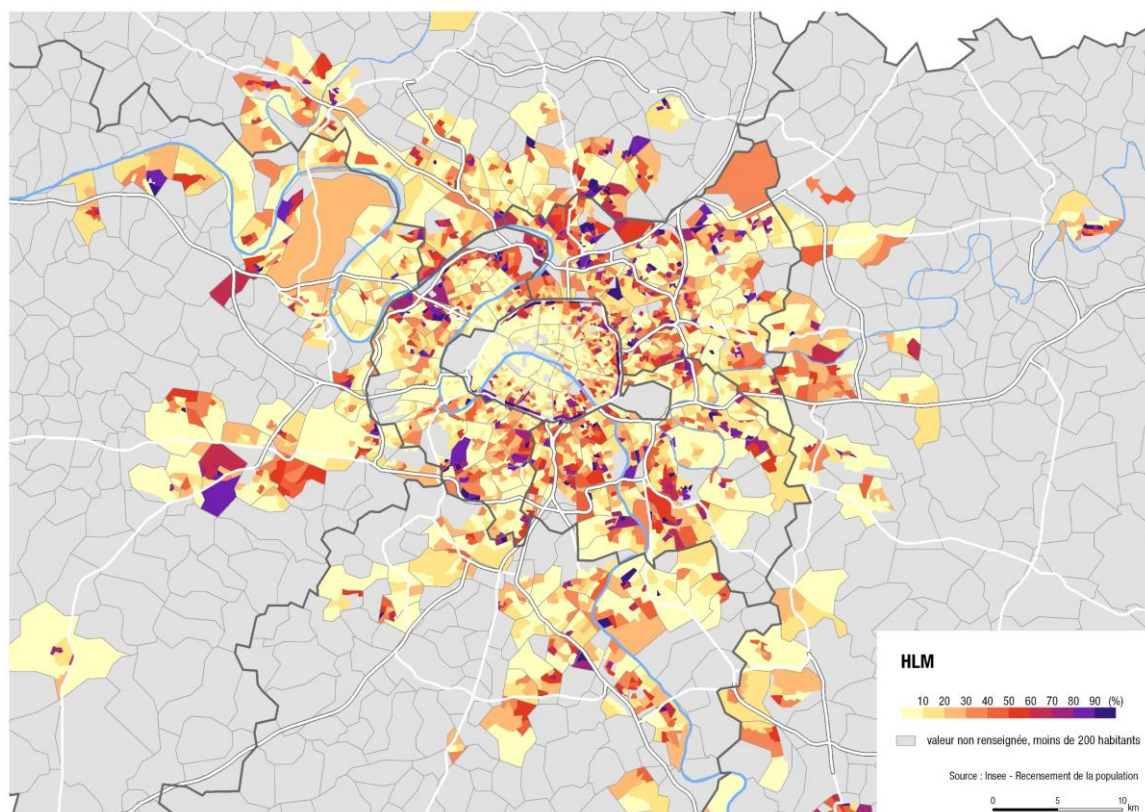 HLM
10 20 30 40 50 60 70 80 90 (%)
valeur non renseignée, moins de 200 habitants
Source : Insee - Recensement de la population
0 5 10
km